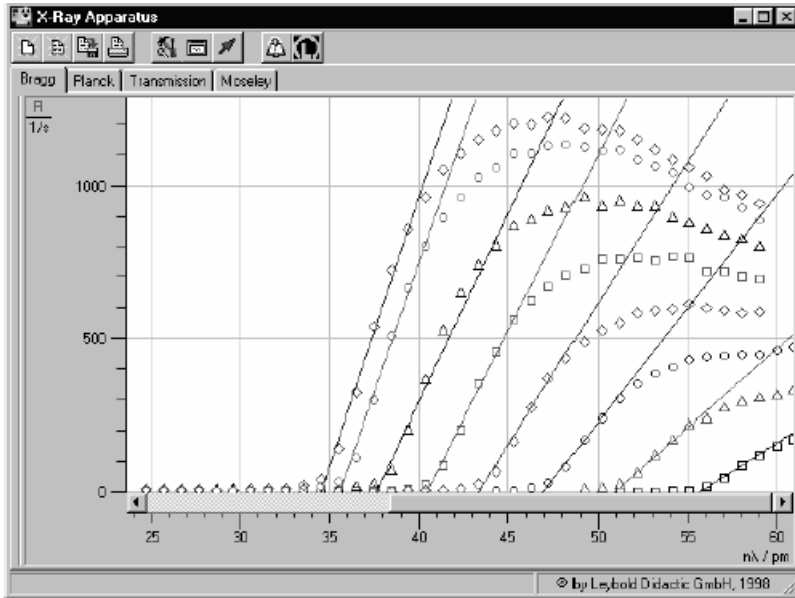 X-Ray Apparatus
Bragg Planck Transmission Moseley
R
1/s
1000
500
0
25 30 35 40 45 50 55 60
nλ / pm
© by Leybold Didactic GmbH, 1998